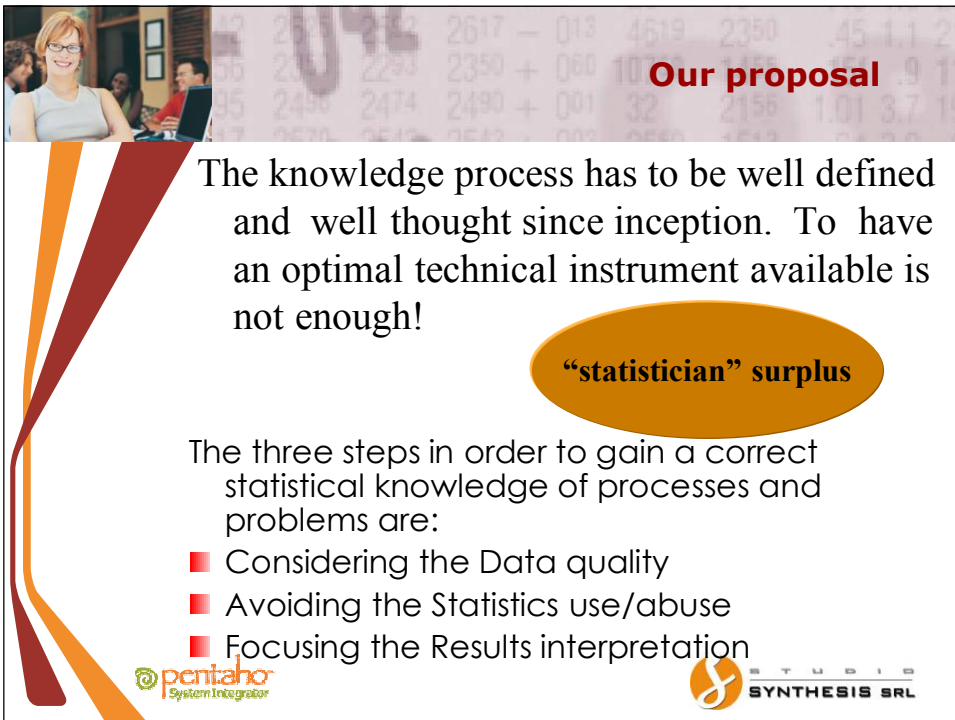 Our proposal
The knowledge process has to be well defined
and well thought since inception. To have
an optimal technical instrument available is
not enough!
“statistician” surplus
The three steps in order to gain a correct
statistical knowledge of processes and
problems are:
Considering the Data quality
Avoiding the Statistics use/abuse
Focusing the Results interpretation
pentaho
System Integrator
STUDIO
SYNTHESIS SRL